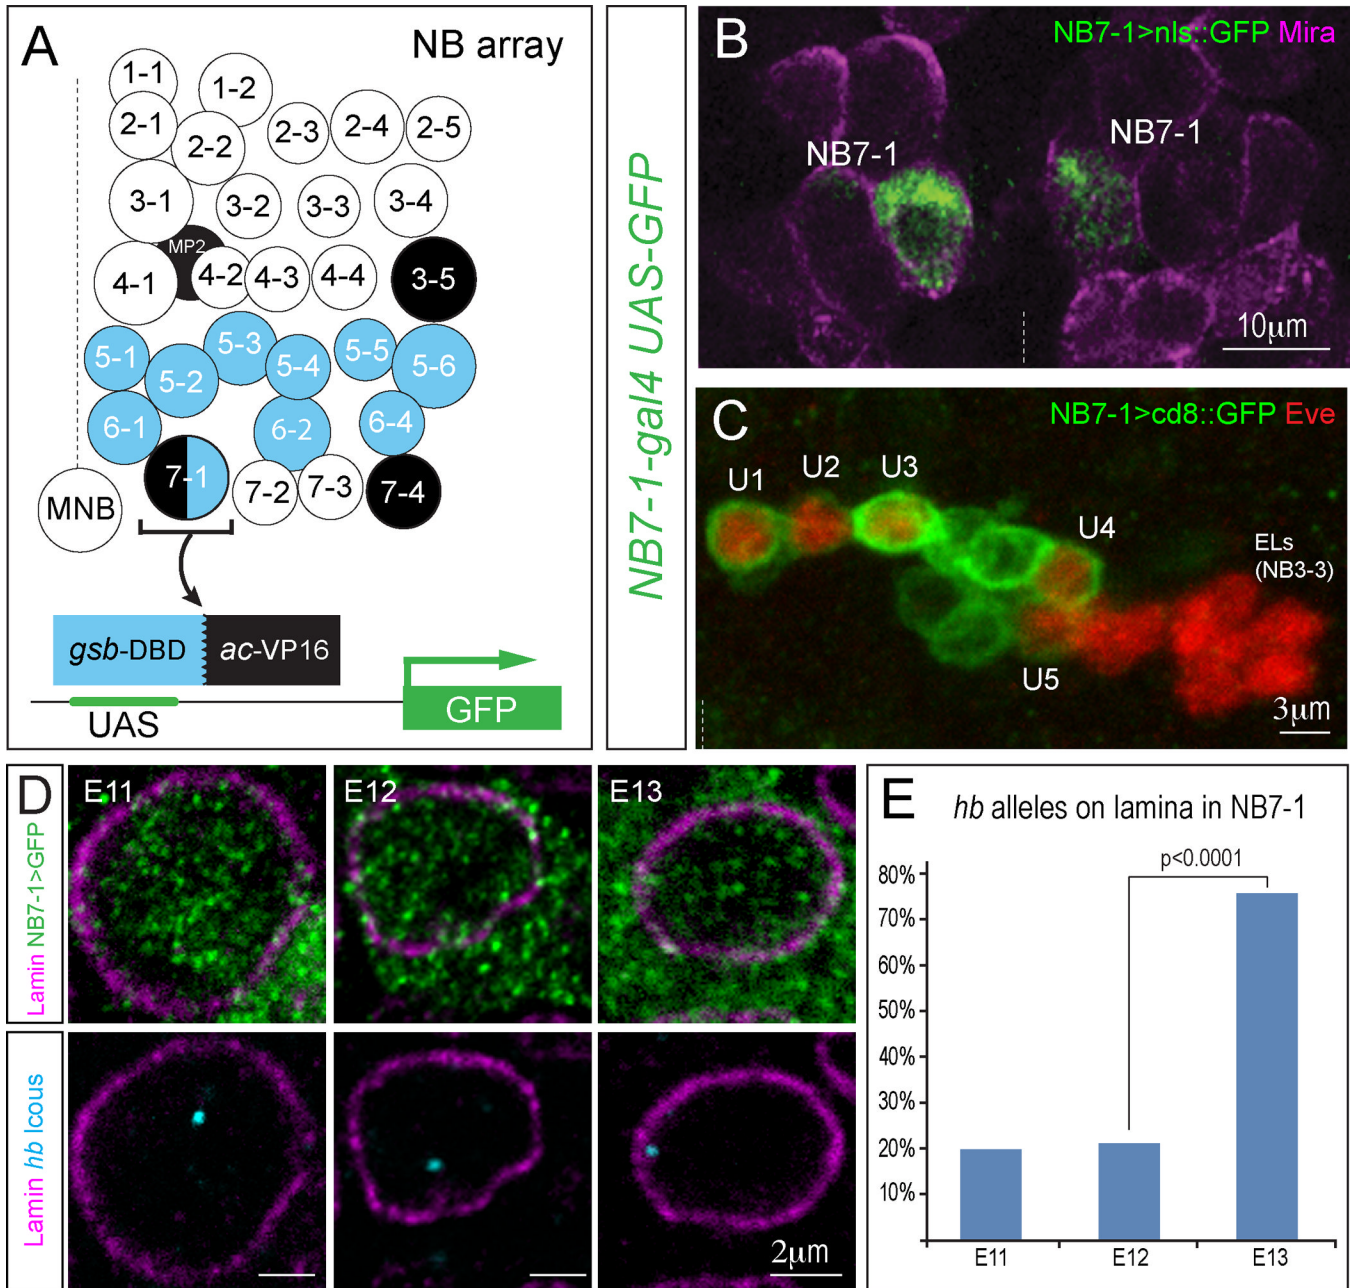 A
NB array
1-1
1-2
2-1
2-2
2-3
2-4
2-5
3-1
3-2
3-3
3-4
MP2
4-1
4-2
4-3
4-4
3-5
5-1
5-2
5-3
5-4
5-5
5-6
6-1
6-2
6-4
MNB
7-1
7-2
7-3
7-4
gsb-DBD
ac-VP16
UAS
GFP
NB7-1-gal4 UAS-GFP
B
NB7-1>nls::GFP Mira
NB7-1
NB7-1
10μm
C
NB7-1>cd8::GFP Eve
U1
U2
U3
U4
U5
ELs
(NB3-3)
3μm
D
Lamin NB7-1>GFP
E11
E12
E13
Lamin hb lcous
2μm
E
hb alleles on lamina in NB7-1
p<0.0001
80%
70%
60%
50%
40%
30%
20%
10%
E11
E12
E13